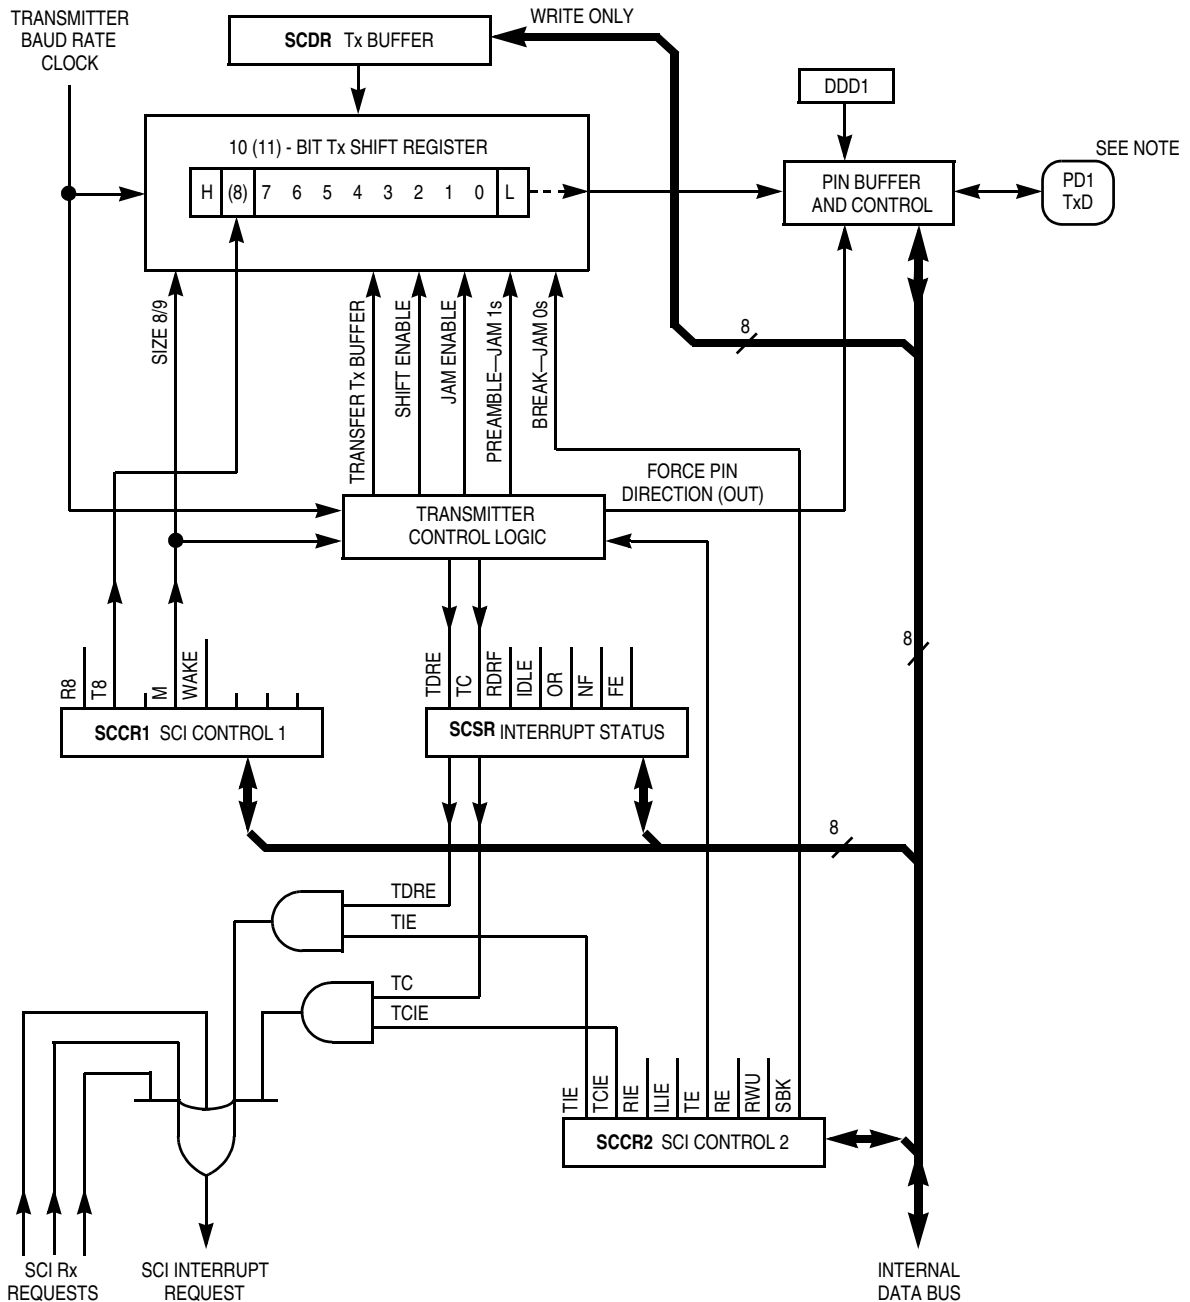 TRANSMITTER
BAUD RATE
CLOCK
SCDR Tx BUFFER
WRITE ONLY
DDD1
10 (11) - BIT Tx SHIFT REGISTER
H (8) 7 6 5 4 3 2 1 0 L
PIN BUFFER
AND CONTROL
SEE NOTE
PD1
TxD
SIZE 8/9
TRANSFER Tx BUFFER
SHIFT ENABLE
JAM ENABLE
PREAMBLE—JAM 1s
BREAK—JAM 0s
8
FORCE PIN
DIRECTION (OUT)
TRANSMITTER
CONTROL LOGIC
8
R8
T8
M
WAKE
SCCR1 SCI CONTROL 1
TDRE
TC
RDRF
IDLE
OR
NF
FE
SCSR INTERRUPT STATUS
8
TDRE
TIE
TC
TCIE
TIE
TCIE
RIE
ILIE
TE
RE
RWU
SBK
SCCR2 SCI CONTROL 2
SCI Rx
REQUESTS
SCI INTERRUPT
REQUEST
INTERNAL
DATA BUS